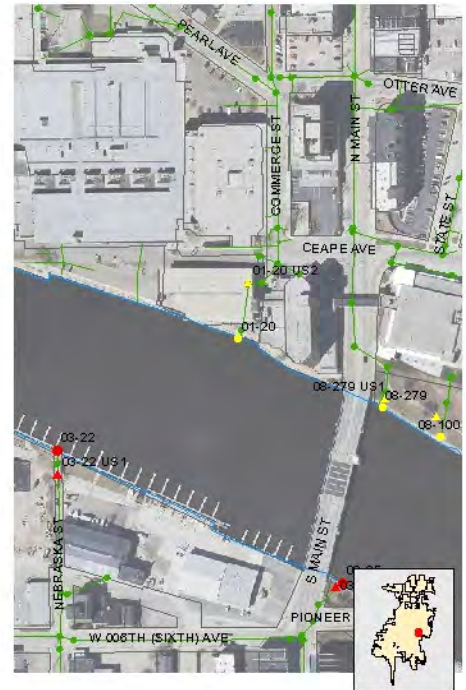 PEARL AVE
OTTER AVE
COMMERCE ST
N MAIN ST
STATE ST
CEAPE AVE
01-20 US2
01-20
08-279 US1
08-279
08-100
03-22
03-22 US1
NEBRASKA ST
S MAIN ST
PIONEER
W 006TH (SIXTH) AVE